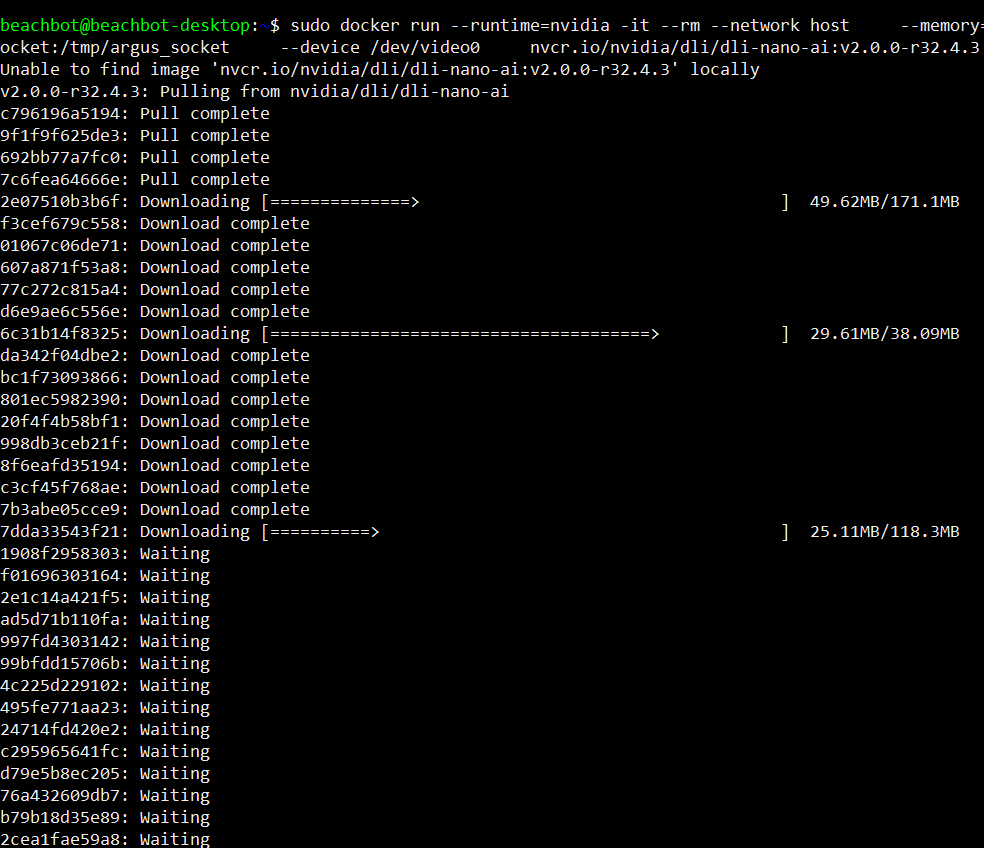 beachbot@beachbot-desktop:~$ sudo docker run --runtime=nvidia -it --rm --network host     --memory=
ocket:/tmp/argus_socket     --device /dev/video0     nvcr.io/nvidia/dli/dli-nano-ai:v2.0.0-r32.4.3
Unable to find image 'nvcr.io/nvidia/dli/dli-nano-ai:v2.0.0-r32.4.3' locally
v2.0.0-r32.4.3: Pulling from nvidia/dli/dli-nano-ai
c796196a5194: Pull complete
9f1f9f625de3: Pull complete
692bb77a7fc0: Pull complete
7c6fea64666e: Pull complete
2e07510b3b6f: Downloading [==============>                                    ]  49.62MB/171.1MB
f3cef679c558: Download complete
01067c06de71: Download complete
607a871f53a8: Download complete
77c272c815a4: Download complete
d6e9ae6c556e: Download complete
6c31b14f8325: Downloading [======================================>            ]  29.61MB/38.09MB
da342f04dbe2: Download complete
bc1f73093866: Download complete
801ec5982390: Download complete
20f4f4b58bf1: Download complete
998db3ceb21f: Download complete
8f6eafd35194: Download complete
c3cf45f768ae: Download complete
7b3abe05cce9: Download complete
7dda33543f21: Downloading [==========>                                        ]  25.11MB/118.3MB
1908f2958303: Waiting
f01696303164: Waiting
2e1c14a421f5: Waiting
ad5d71b110fa: Waiting
997fd4303142: Waiting
99bfdd15706b: Waiting
4c225d229102: Waiting
495fe771aa23: Waiting
24714fd420e2: Waiting
c295965641fc: Waiting
d79e5b8ec205: Waiting
76a432609db7: Waiting
b79b18d35e89: Waiting
2cea1fae59a8: Waiting